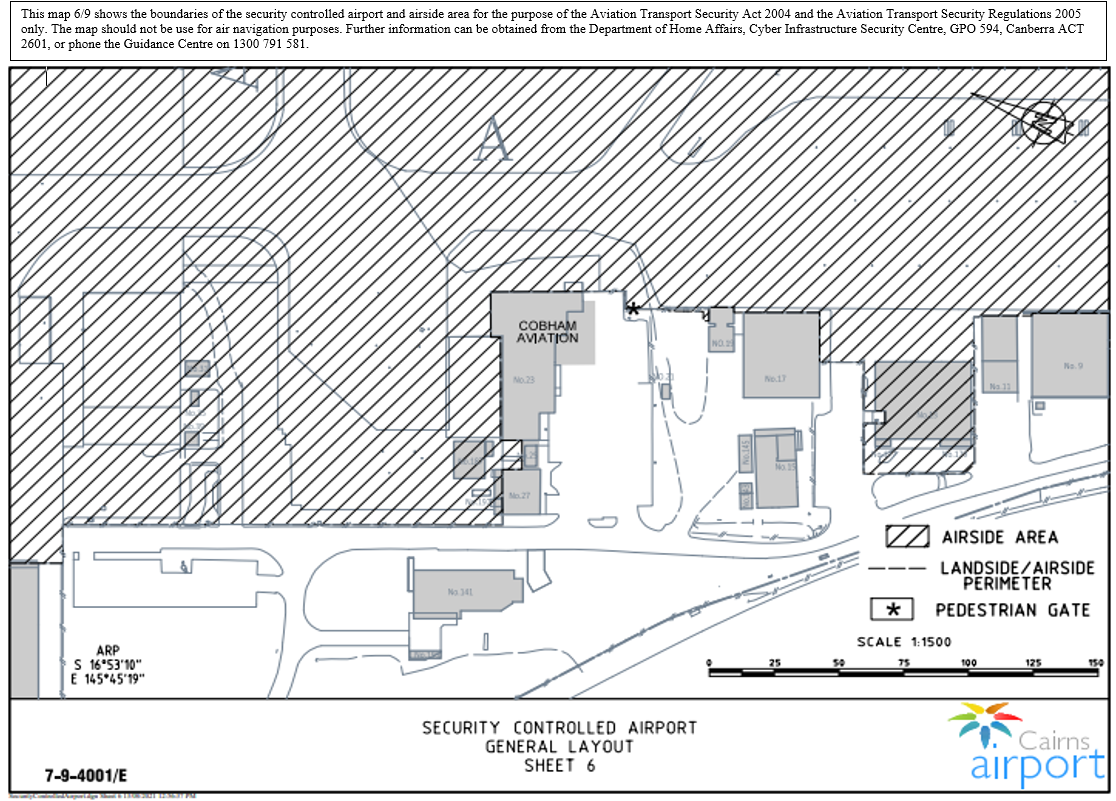 This map 6/9 shows the boundaries of the security controlled airport and airside area for the purpose of the Aviation Transport Security Act 2004 and the Aviation Transport Security Regulations 2005
only. The map should not be use for air navigation purposes. Further information can be obtained from the Department of Home Affairs, Cyber Infrastructure Security Centre, GPO 594, Canberra ACT
2601, or phone the Guidance Centre on 1300 791 581.
A
A
N
COBHAM
AVIATION
No.23
No.17
No.11
No.9
No.27
No.15
No.141
AIRSIDE AREA
LANDSIDE/AIRSIDE
PERIMETER
* PEDESTRIAN GATE
SCALE 1:1500
0 25 50 75 100 125 150
ARP
S 16°53'10"
E 145°45'19"
SECURITY CONTROLLED AIRPORT
GENERAL LAYOUT
SHEET 6
7-9-4001/E
Cairns
airport